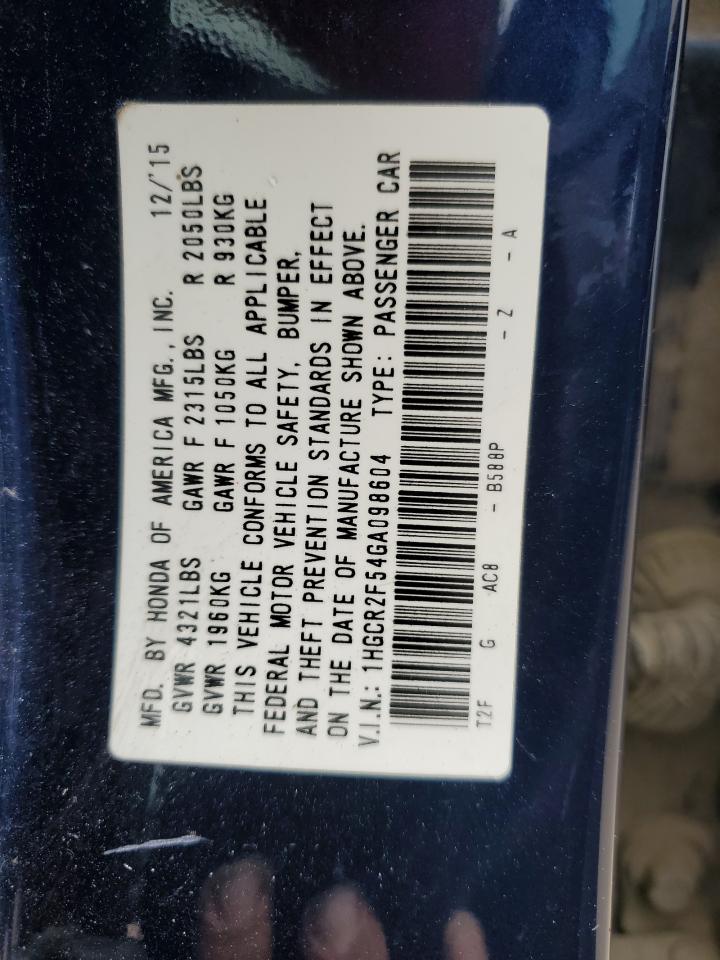 MFD. BY HONDA OF AMERICA MFG., INC. 12/'15
GVWR 4321LBS GAWR F 2315LBS R 2050LBS
GVWR 1960KG GAWR F 1050KG R 930KG
THIS VEHICLE CONFORMS TO ALL APPLICABLE
FEDERAL MOTOR VEHICLE SAFETY, BUMPER,
AND THEFT PREVENTION STANDARDS IN EFFECT
ON THE DATE OF MANUFACTURE SHOWN ABOVE.
V.I.N.: 1HGCR2F54GA098604 TYPE: PASSENGER CAR
T2F G AC8 - B588P - Z - A